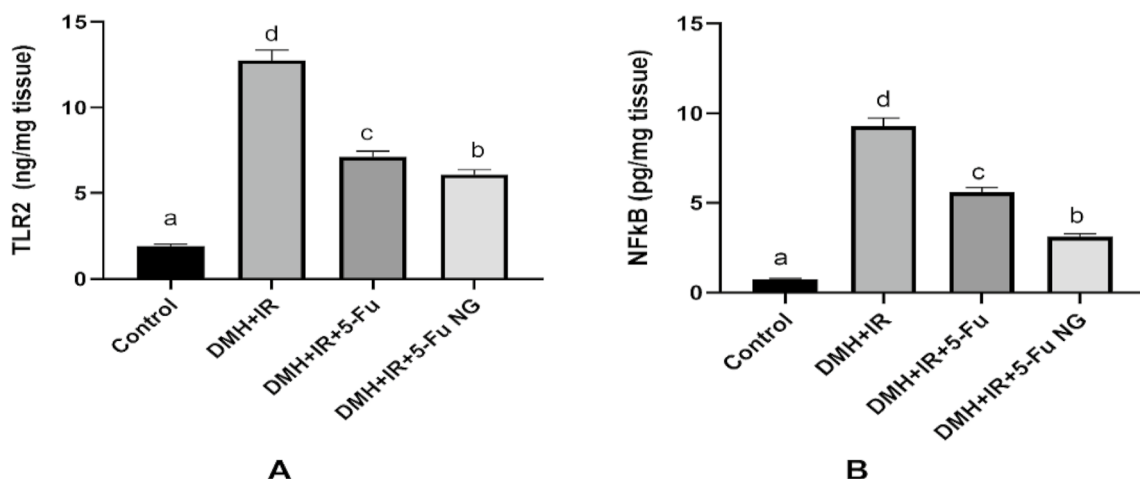 15
10
5
0
TLR2 (ng/mg tissue)
a
d
c
b
Control
DMH+IR
DMH+IR+5-Fu
DMH+IR+5-Fu NG
A
15
10
5
0
NFkB (pg/mg tissue)
a
d
c
b
Control
DMH+IR
DMH+IR+5-Fu
DMH+IR+5-Fu NG
B